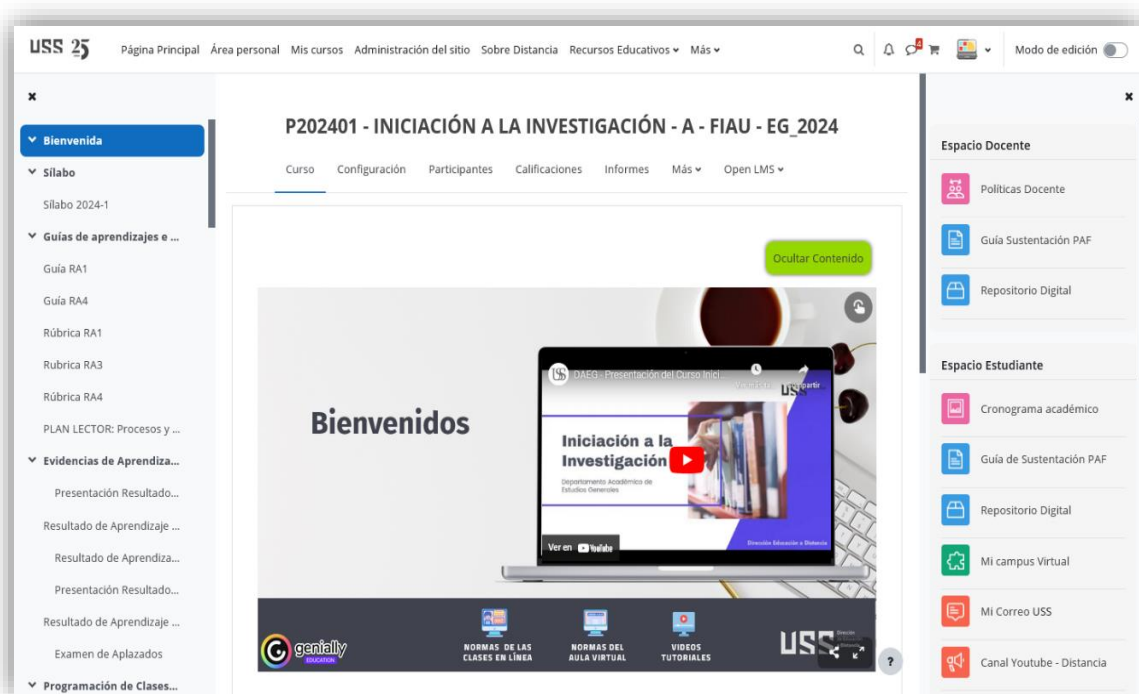 USS 25
Página Principal Área personal Mis cursos Administración del sitio Sobre Distancia Recursos Educativos Más
4
Modo de edición
Bienvenida
Sílabo
Sílabo 2024-1
Guías de aprendizajes e ...
Guía RA1
Guía RA4
Rúbrica RA1
Rubrica RA3
Rúbrica RA4
PLAN LECTOR: Procesos y ...
Evidencias de Aprendiza...
Presentación Resultado...
Resultado de Aprendizaje ...
Resultado de Aprendiza...
Presentación Resultado...
Resultado de Aprendizaje ...
Examen de Aplazados
Programación de Clases...
P202401 - INICIACIÓN A LA INVESTIGACIÓN - A - FIAU - EG_2024
Curso Configuración Participantes Calificaciones Informes Más Open LMS
Ocultar Contenido
Bienvenidos
DAEG - Presentación del Curso Inici...
USS
Iniciación a la
Investigación
Departamento Académico de
Estudios Generales
Ver en YouTube
Dirección Educación a Distancia
genially
EDUCATION
NORMAS DE LAS
CLASES EN LÍNEA
NORMAS DEL
AULA VIRTUAL
VIDEOS
TUTORIALES
USS
?
Espacio Docente
Políticas Docente
Guía Sustentación PAF
Repositorio Digital
Espacio Estudiante
Cronograma académico
Guía de Sustentación PAF
Repositorio Digital
Mi campus Virtual
Mi Correo USS
Canal Youtube - Distancia